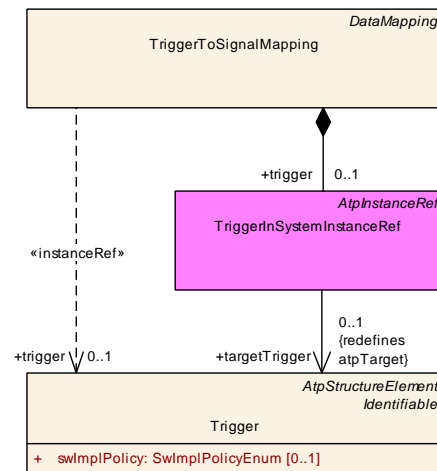 DataMapping
TriggerToSignalMapping
+trigger 0..1
AtpInstanceRef
TriggerInSystemInstanceRef
«instanceRef»
0..1
{redefines
atpTarget}
+targetTrigger
+trigger 0..1
AtpStructureElement
Identifiable
Trigger
+ swImplPolicy: SwImplPolicyEnum [0..1]